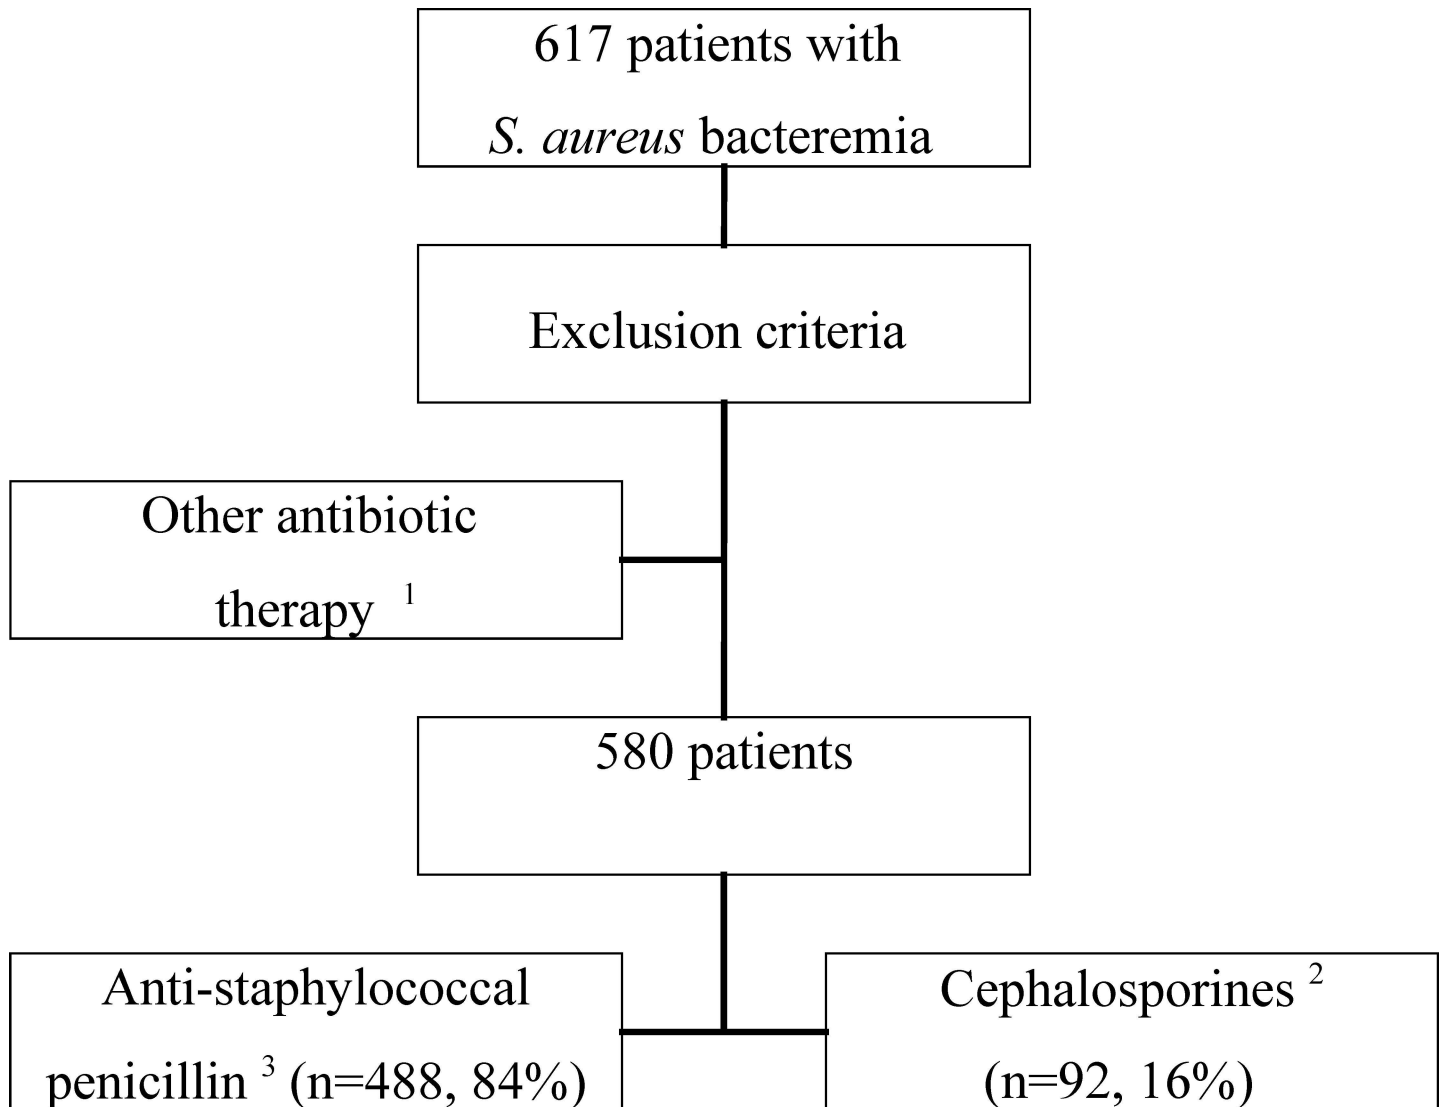 617 patients with
S. aureus bacteremia
Exclusion criteria
Other antibiotic
therapy 1
580 patients
Anti-staphylococcal
penicillin 3 (n=488, 84%)
Cephalosporines 2
(n=92, 16%)